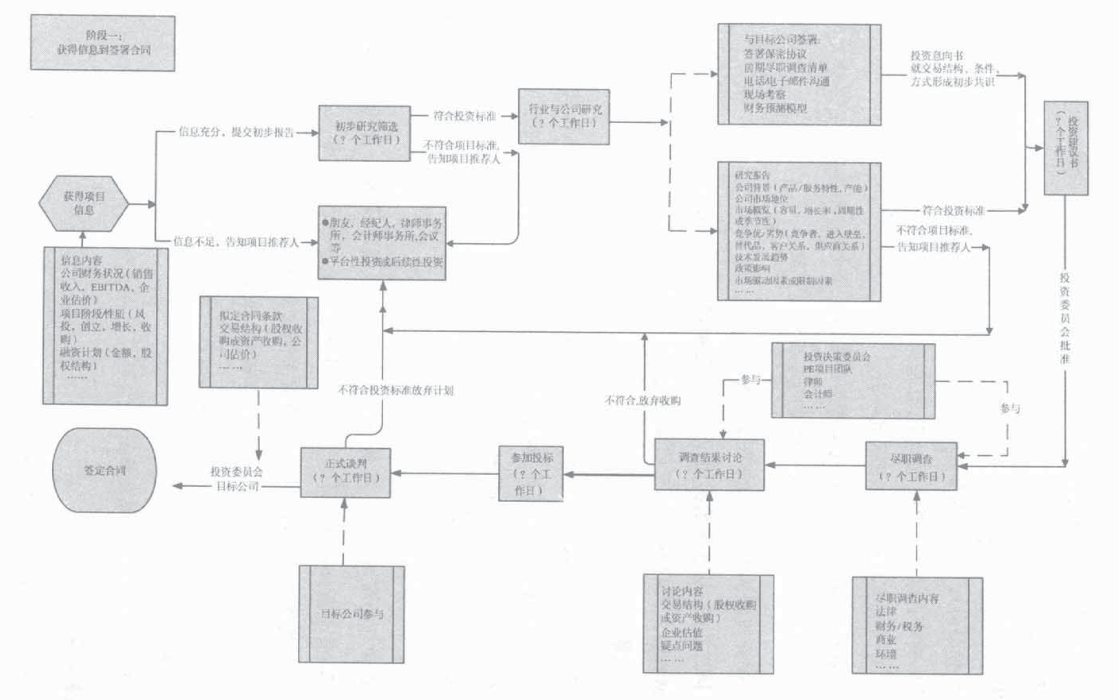 阶段一:
获得信息到签署合同
与目标公司签署:
签署保密协议
前期尽职调查清单
电话/电子邮件沟通
现场考察
财务预测模型
投资意向书
就交易结构、条件、
方式形成初步共识
投资建议书
(? 个工作日)
行业与公司研究
(? 个工作日)
符合投资标准
初步研究筛选
(? 个工作日)
信息充分, 提交初步报告
不符合项目标准,
告知项目推荐人
获得项目
信息
信息不足, 告知项目推荐人
●朋友、经纪人、律师事务
所, 会计师事务所,会议
等
●平台性投资或后续性投资
研究报告
公司背景 (产品/服务特性, 产能)
公司市场地位
市场概览 (容量, 增长率, 周期性
或季节性)
竞争优/劣势 (竞争者, 进入壁垒,
替代品, 客户关系, 供应商关系)
技术发展趋势
政策影响
市场驱动因素或限制因素
……
符合投资标准
不符合项目标准,
告知项目推荐人
信息内容
公司财务状况 (销售
收入、EBITDA、企
业估价)
项目阶段/性质 (风
投, 创立, 增长, 收
购)
融资计划 (金额, 股
权结构)
……
拟定合同条款
交易结构 (股权收
购或资产收购, 公
司估价)
……
投资委员会批准
投资决策委员会
PE项目团队
律师
会计师
……
参与
参与
不符合投资标准放弃计划
不符合,放弃收购
签定合同
投资委员会
目标公司
正式谈判
(? 个工作日)
参加投标
(? 个工
作日)
调查结果讨论
(? 个工作日)
尽职调查
(? 个工作日)
目标公司参与
讨论内容
交易结构 (股权收购
或资产收购)
企业估值
疑点问题
……
尽职调查内容
法律
财务/税务
商业
环境
……